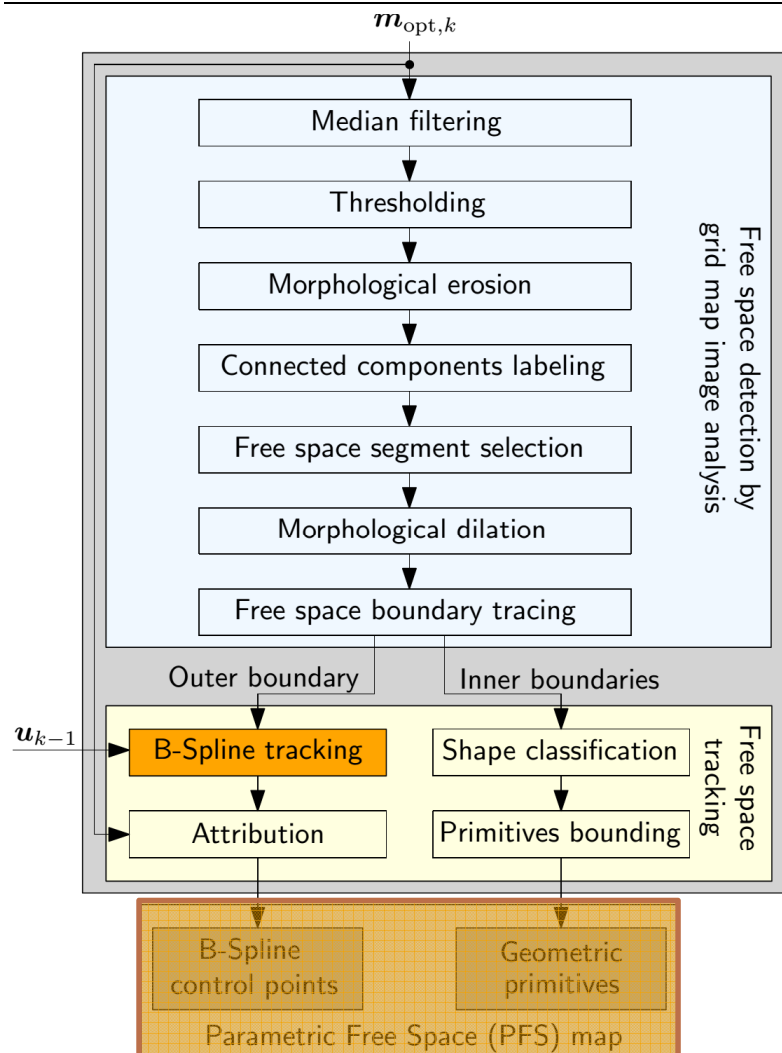 m_opt,k
Median filtering
Thresholding
Morphological erosion
Connected components labeling
Free space segment selection
Morphological dilation
Free space boundary tracing
Free space detection by
grid map image analysis
Outer boundary
Inner boundaries
u_k−1
B-Spline tracking
Shape classification
Attribution
Primitives bounding
Free space
tracking
B-Spline
control points
Geometric
primitives
Parametric Free Space (PFS) map